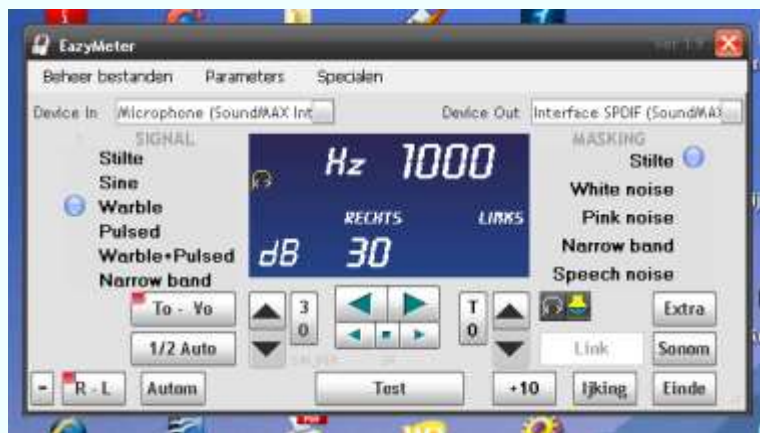 EazyMeter
Beheer bestanden Parameters Specialen
Device In Microphone (SoundMAX Int
Device Out Interface SPDIF (SoundMAX
SIGNAL
Stilte
Sine
Warble
Pulsed
Warble+Pulsed
Narrow band
Hz 1000
RECHTS LINKS
dB 30
MASKING
Stilte
White noise
Pink noise
Narrow band
Speech noise
To - Vo
1/2 Auto
3
0
T
0
Extra
Link
Sonom
-
R - L
Autom
Test
+10
Ijking
Einde